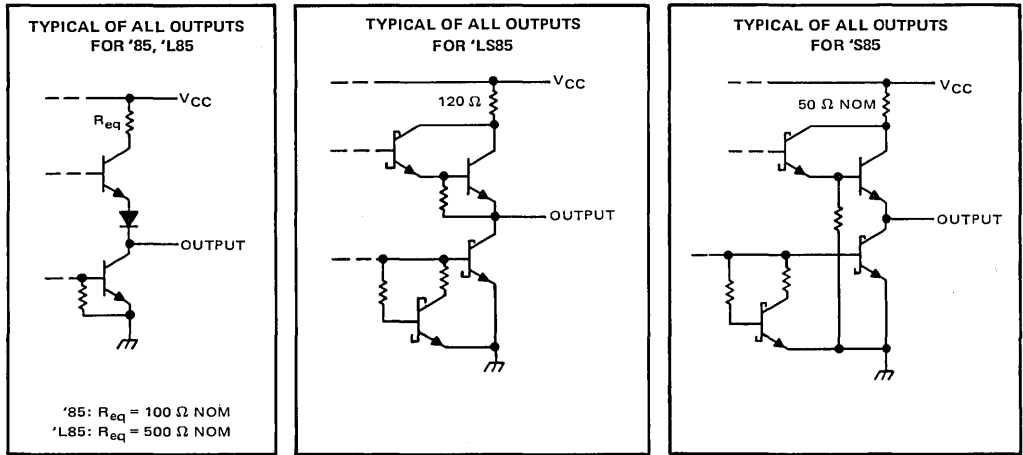 TYPICAL OF ALL OUTPUTS
FOR '85, 'L85
VCC
Req
OUTPUT
'85: Req = 100 Ω NOM
'L85: Req = 500 Ω NOM
TYPICAL OF ALL OUTPUTS
FOR 'LS85
VCC
120 Ω
OUTPUT
TYPICAL OF ALL OUTPUTS
FOR 'S85
VCC
50 Ω NOM
OUTPUT